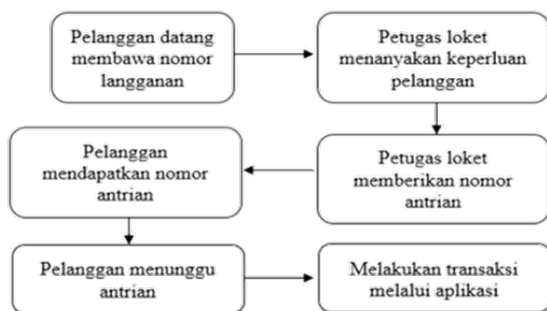 Pelanggan datang
membawa nomor
langganan
Petugas loket
menanyakan keperluan
pelanggan
Petugas loket
memberikan nomor
antrian
Pelanggan
mendapatkan nomor
antrian
Pelanggan menunggu
antrian
Melakukan transaksi
melalui aplikasi